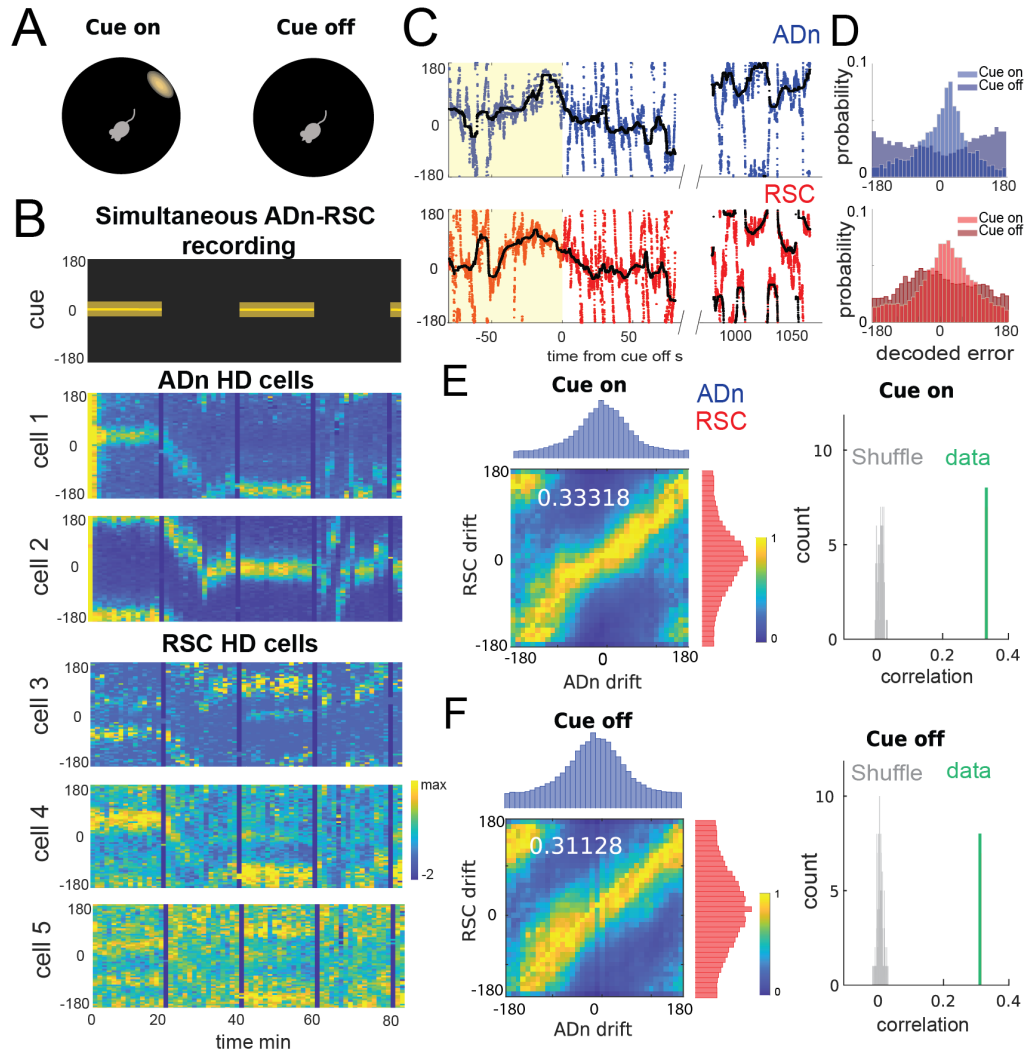 A
Cue on
Cue off
B
Simultaneous ADn-RSC
recording
180
0
-180
cue
ADn HD cells
180
0
-180
cell 1
180
0
-180
cell 2
RSC HD cells
180
0
-180
cell 3
180
0
-180
cell 4
max
-2
180
0
-180
cell 5
0
20
40
60
80
time min
C
ADn
180
0
-180
RSC
180
0
-180
-50
0
50
1000
1050
time from cue off s
D
0.1
probability
0
Cue on
Cue off
-180
0
180
0.1
probability
0
Cue on
Cue off
-180
0
180
decoded error
E
Cue on
ADn
RSC
180
0
-180
RSC drift
0.33318
-180
0
180
ADn drift
1
0
Cue on
10
5
0
count
Shuffle
data
0
0.2
0.4
correlation
F
Cue off
180
0
-180
RSC drift
0.31128
-180
0
180
ADn drift
1
0
Cue off
10
5
0
count
Shuffle
data
0
0.2
0.4
correlation